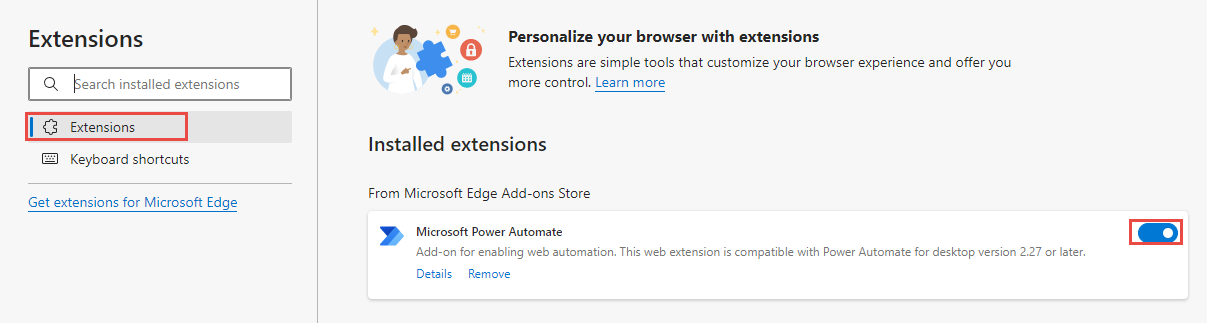 Extensions
Search installed extensions
Extensions
Keyboard shortcuts
Get extensions for Microsoft Edge
Personalize your browser with extensions
Extensions are simple tools that customize your browser experience and offer you
more control. Learn more
Installed extensions
From Microsoft Edge Add-ons Store
Microsoft Power Automate
Add-on for enabling web automation. This web extension is compatible with Power Automate for desktop version 2.27 or later.
Details Remove